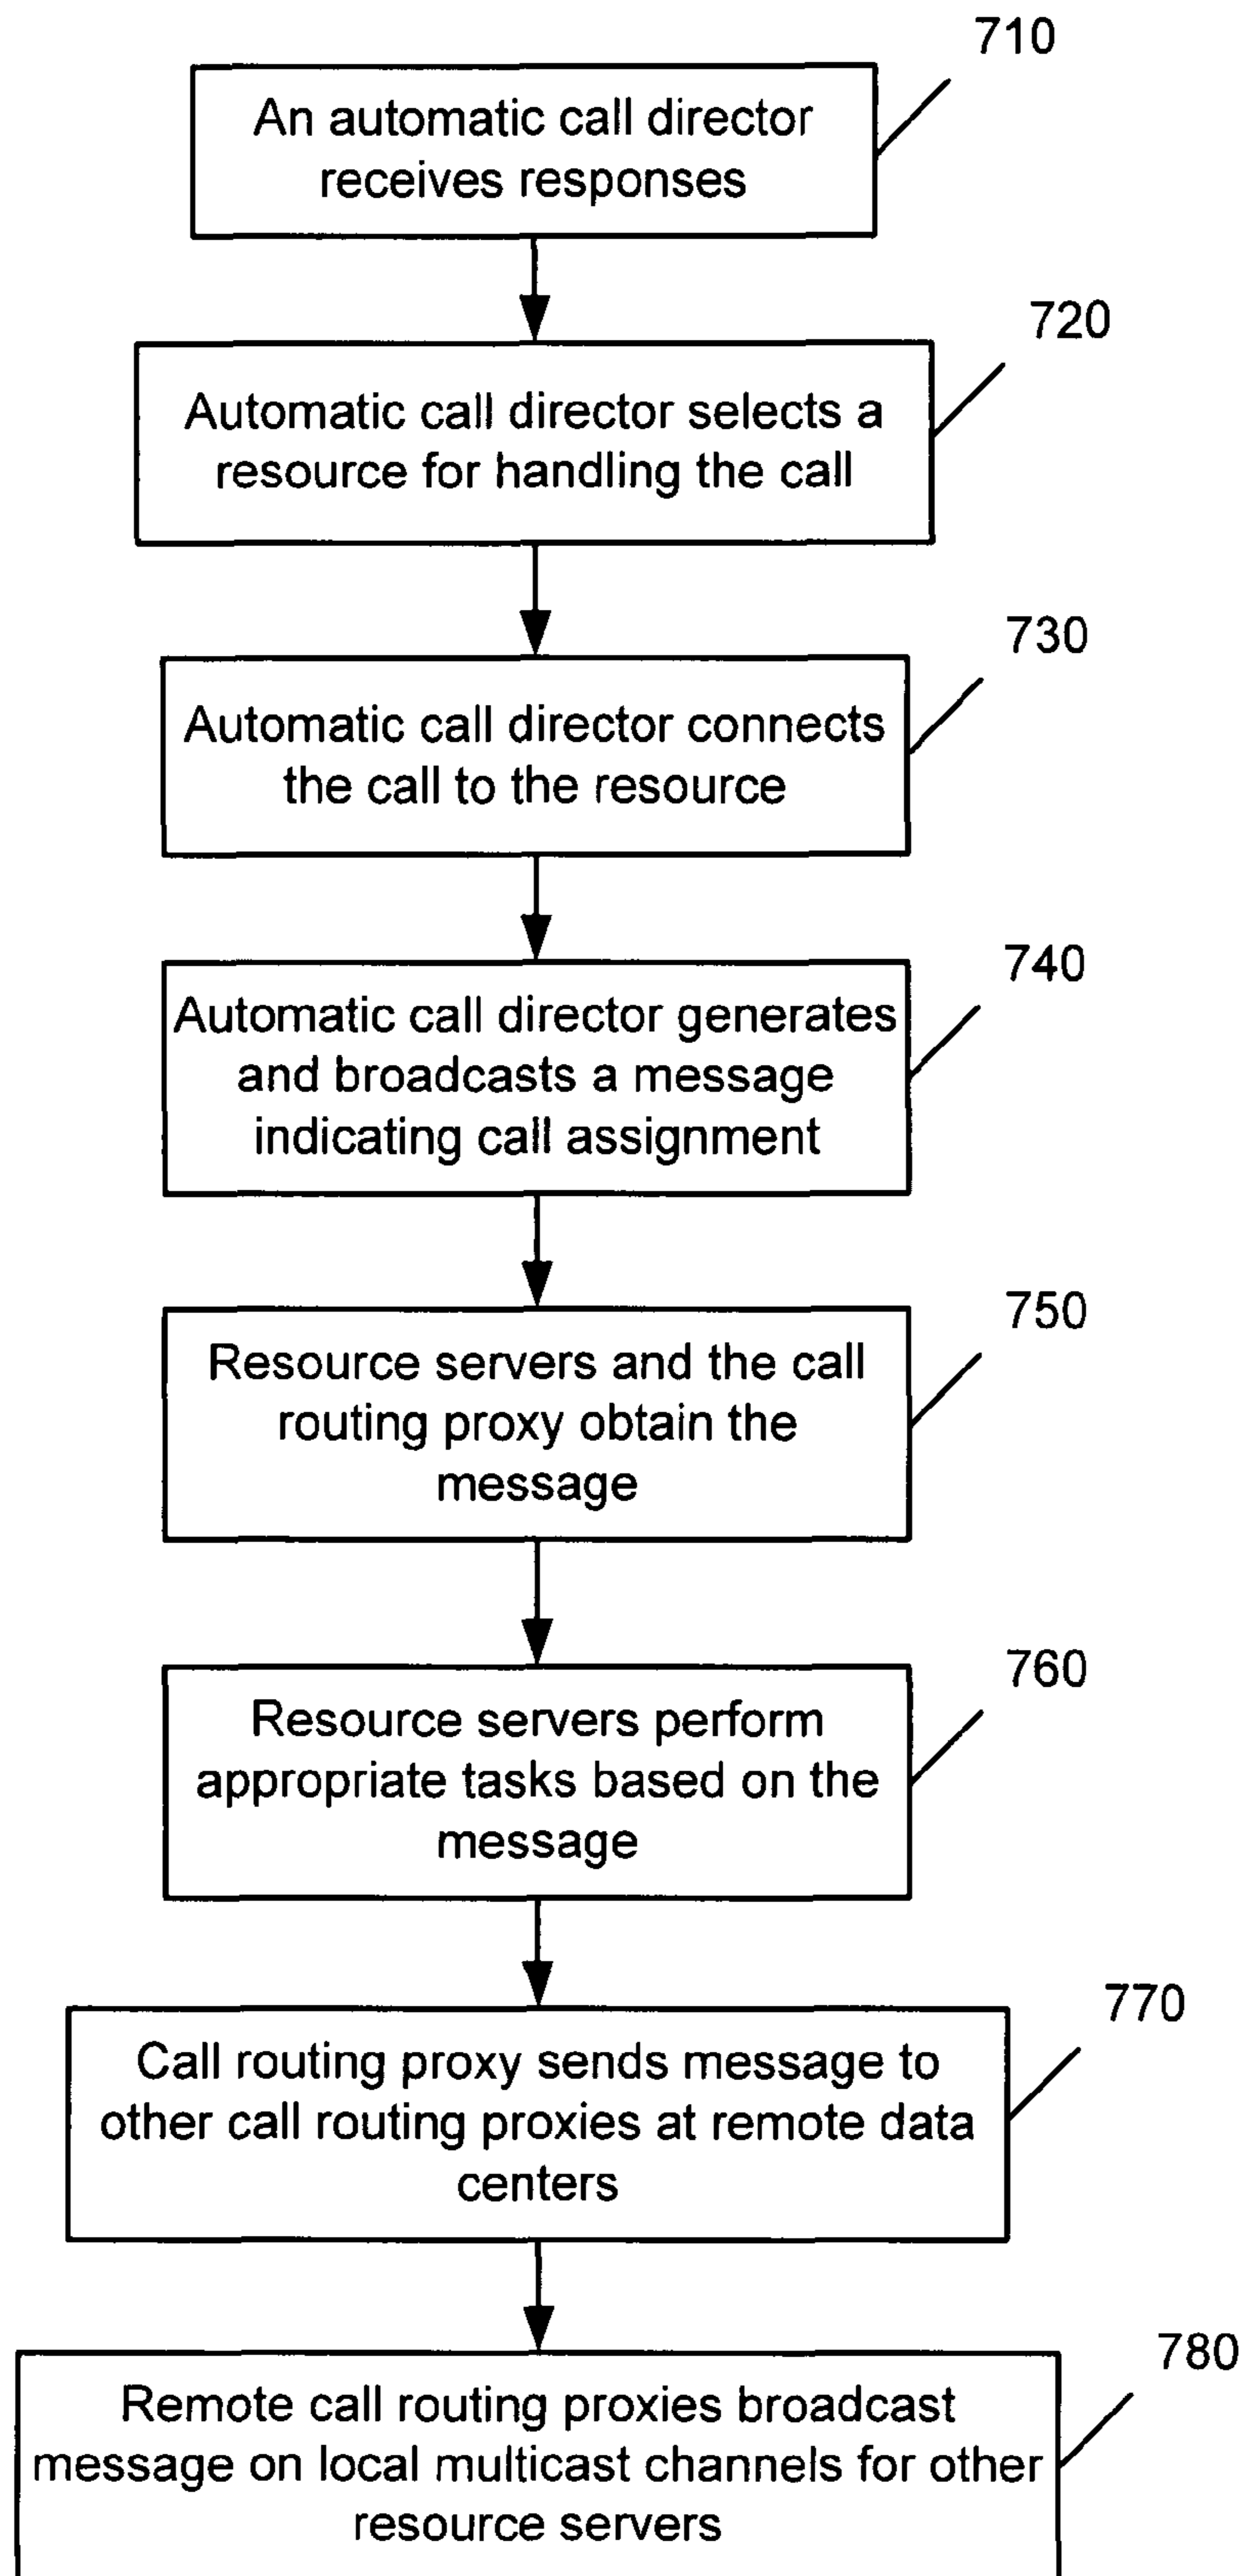 710
An automatic call director
receives responses
720
Automatic call director selects a
resource for handling the call
730
Automatic call director connects
the call to the resource
740
Automatic call director generates
and broadcasts a message
indicating call assignment
750
Resource servers and the call
routing proxy obtain the
message
760
Resource servers perform
appropriate tasks based on the
message
770
Call routing proxy sends message to
other call routing proxies at remote data
centers
780
Remote call routing proxies broadcast
message on local multicast channels for other
resource servers